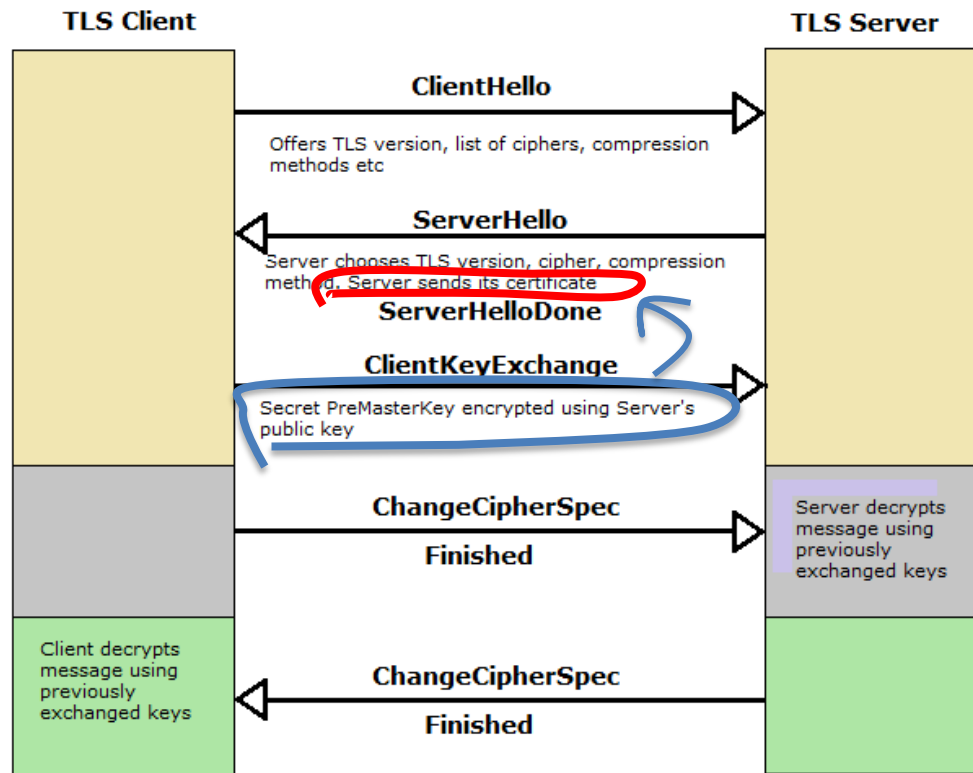 TLS Client
TLS Server
ClientHello
Offers TLS version, list of ciphers, compression
methods etc
ServerHello
Server chooses TLS version, cipher, compression
method. Server sends its certificate
ServerHelloDone
ClientKeyExchange
Secret PreMasterKey encrypted using Server's
public key
ChangeCipherSpec
Finished
Server decrypts
message using
previously
exchanged keys
Client decrypts
message using
previously
exchanged keys
ChangeCipherSpec
Finished